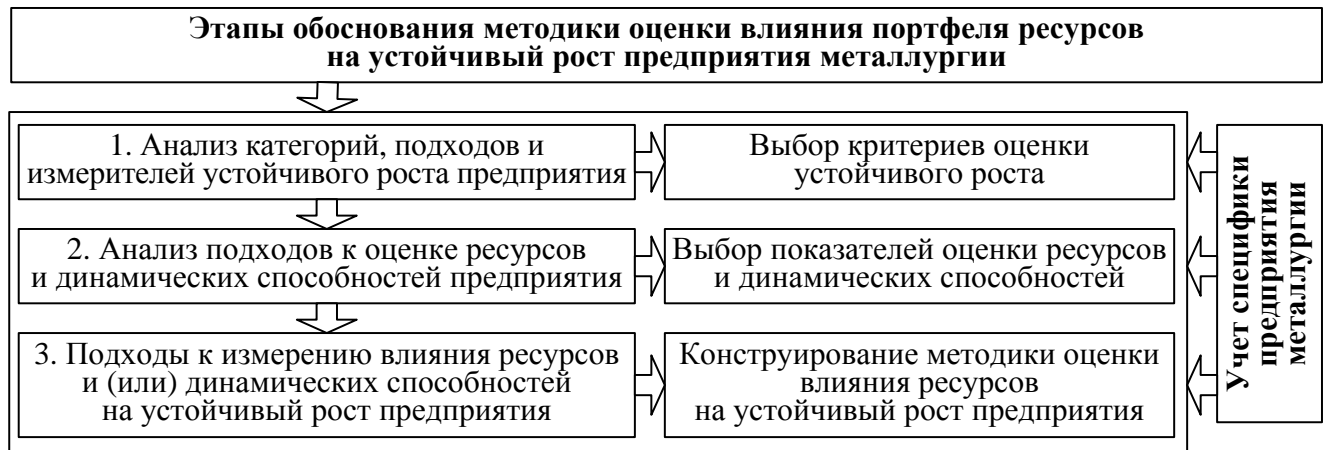 Этапы обоснования методики оценки влияния портфеля ресурсов
на устойчивый рост предприятия металлургии
1. Анализ категорий, подходов и
измерителей устойчивого роста предприятия
Выбор критериев оценки
устойчивого роста
2. Анализ подходов к оценке ресурсов
и динамических способностей предприятия
Выбор показателей оценки ресурсов
и динамических способностей
3. Подходы к измерению влияния ресурсов
и (или) динамических способностей
на устойчивый рост предприятия
Конструирование методики оценки
влияния ресурсов
на устойчивый рост предприятия
Учет специфики
предприятия
металлургии